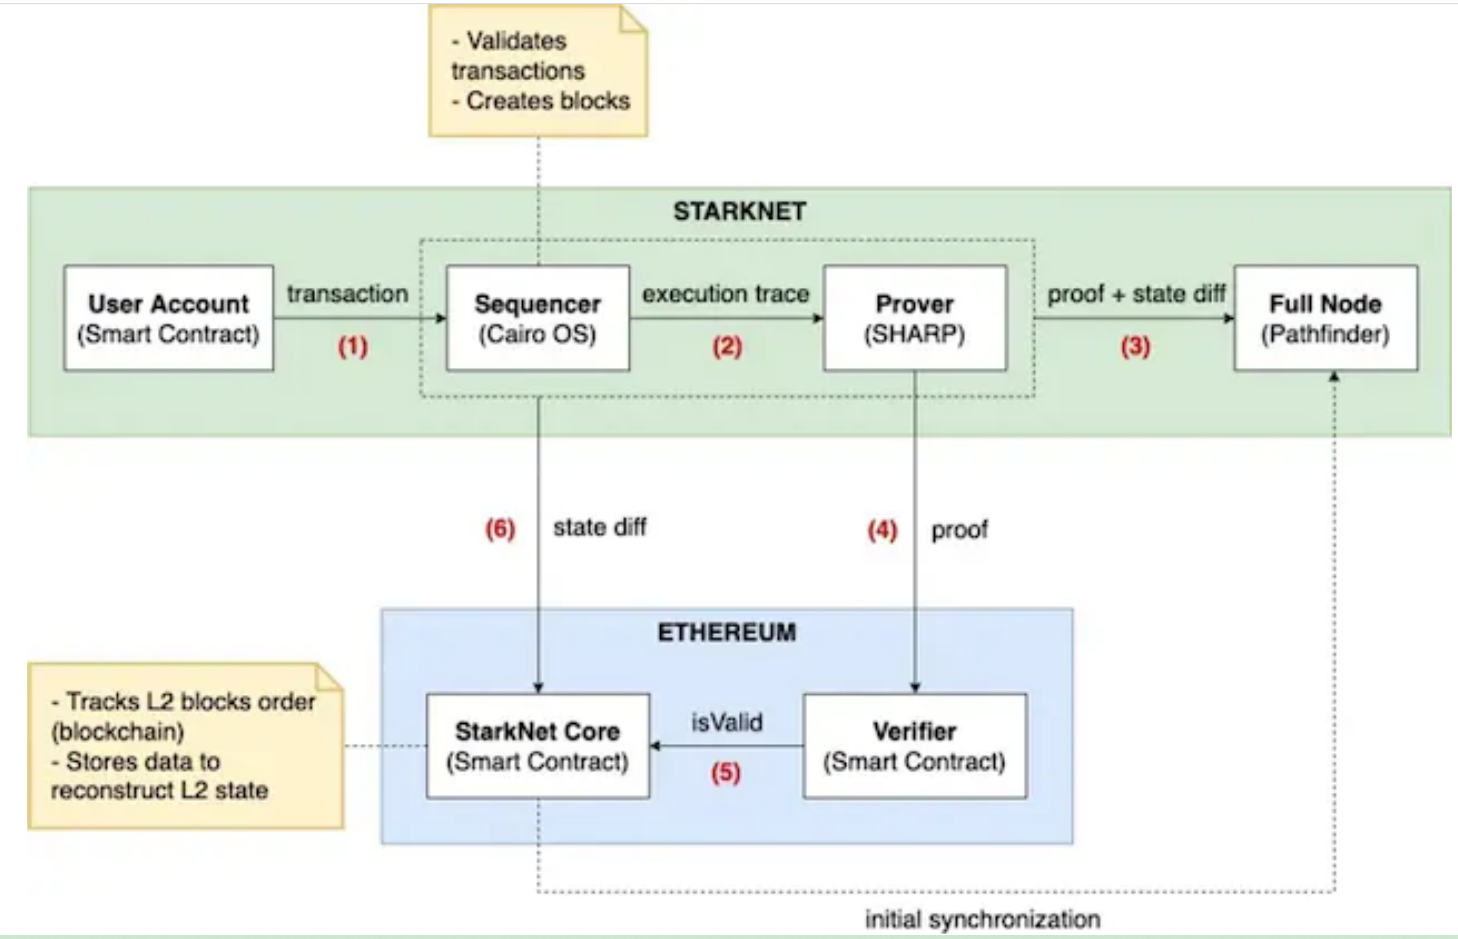 - Validates
transactions
- Creates blocks
STARKNET
User Account
(Smart Contract)
transaction
(1)
Sequencer
(Cairo OS)
execution trace
(2)
Prover
(SHARP)
proof + state diff
(3)
Full Node
(Pathfinder)
(6)
state diff
(4)
proof
ETHEREUM
- Tracks L2 blocks order
(blockchain)
- Stores data to
reconstruct L2 state
StarkNet Core
(Smart Contract)
isValid
(5)
Verifier
(Smart Contract)
initial synchronization